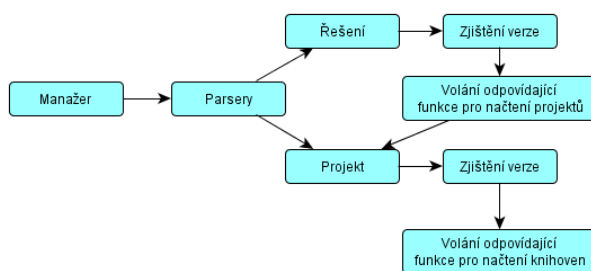 Řešení
Zjištění verze
Manažer
Parsery
Volání odpovídající
funkce pro načtení projektů
Projekt
Zjištění verze
Volání odpovídající
funkce pro načtení knihoven